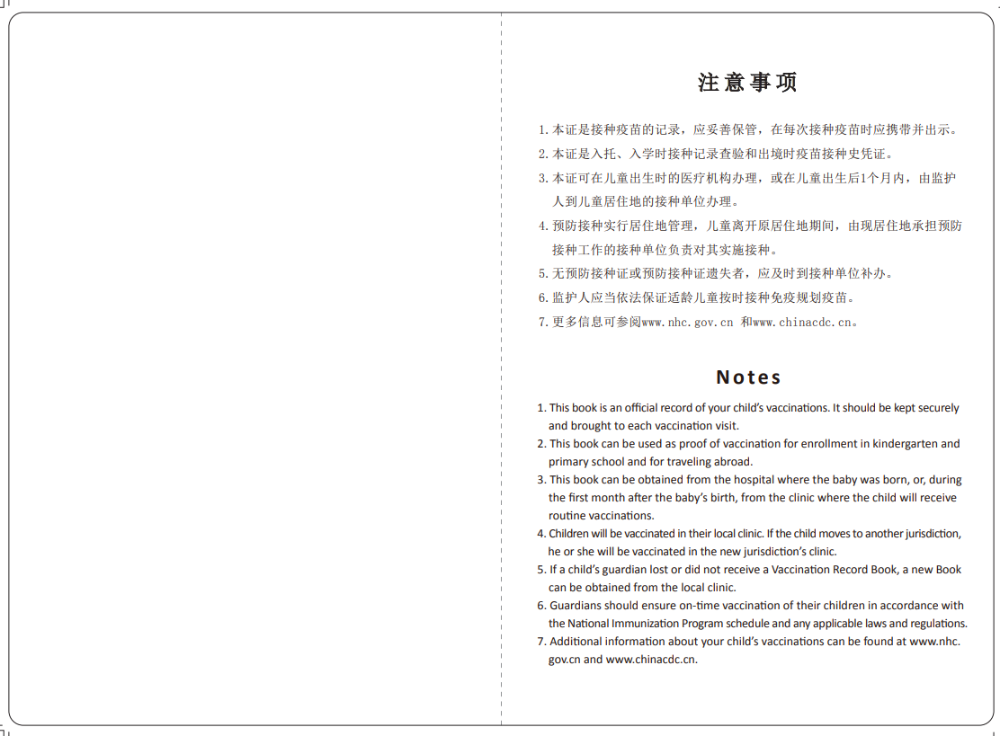 注意事项
1. 本证是接种疫苗的记录，应妥善保管，在每次接种疫苗时应携带并出示。
2. 本证是入托、入学时接种记录查验和出境时疫苗接种史凭证。
3. 本证可在儿童出生时的医疗机构办理，或在儿童出生后1个月内，由监护
人到儿童居住地的接种单位办理。
4. 预防接种实行居住地管理，儿童离开原居住地期间，由现居住地承担预防
接种工作的接种单位负责对其实施接种。
5. 无预防接种证或预防接种证遗失者，应及时到接种单位补办。
6. 监护人应当依法保证适龄儿童按时接种免疫规划疫苗。
7. 更多信息可参阅www.nhc.gov.cn 和www.chinacdc.cn。
Notes
1. This book is an official record of your child’s vaccinations. It should be kept securely
and brought to each vaccination visit.
2. This book can be used as proof of vaccination for enrollment in kindergarten and
primary school and for traveling abroad.
3. This book can be obtained from the hospital where the baby was born, or, during
the first month after the baby’s birth, from the clinic where the child will receive
routine vaccinations.
4. Children will be vaccinated in their local clinic. If the child moves to another jurisdiction,
he or she will be vaccinated in the new jurisdiction’s clinic.
5. If a child’s guardian lost or did not receive a Vaccination Record Book, a new Book
can be obtained from the local clinic.
6. Guardians should ensure on-time vaccination of their children in accordance with
the National Immunization Program schedule and any applicable laws and regulations.
7. Additional information about your child’s vaccinations can be found at www.nhc.
gov.cn and www.chinacdc.cn.